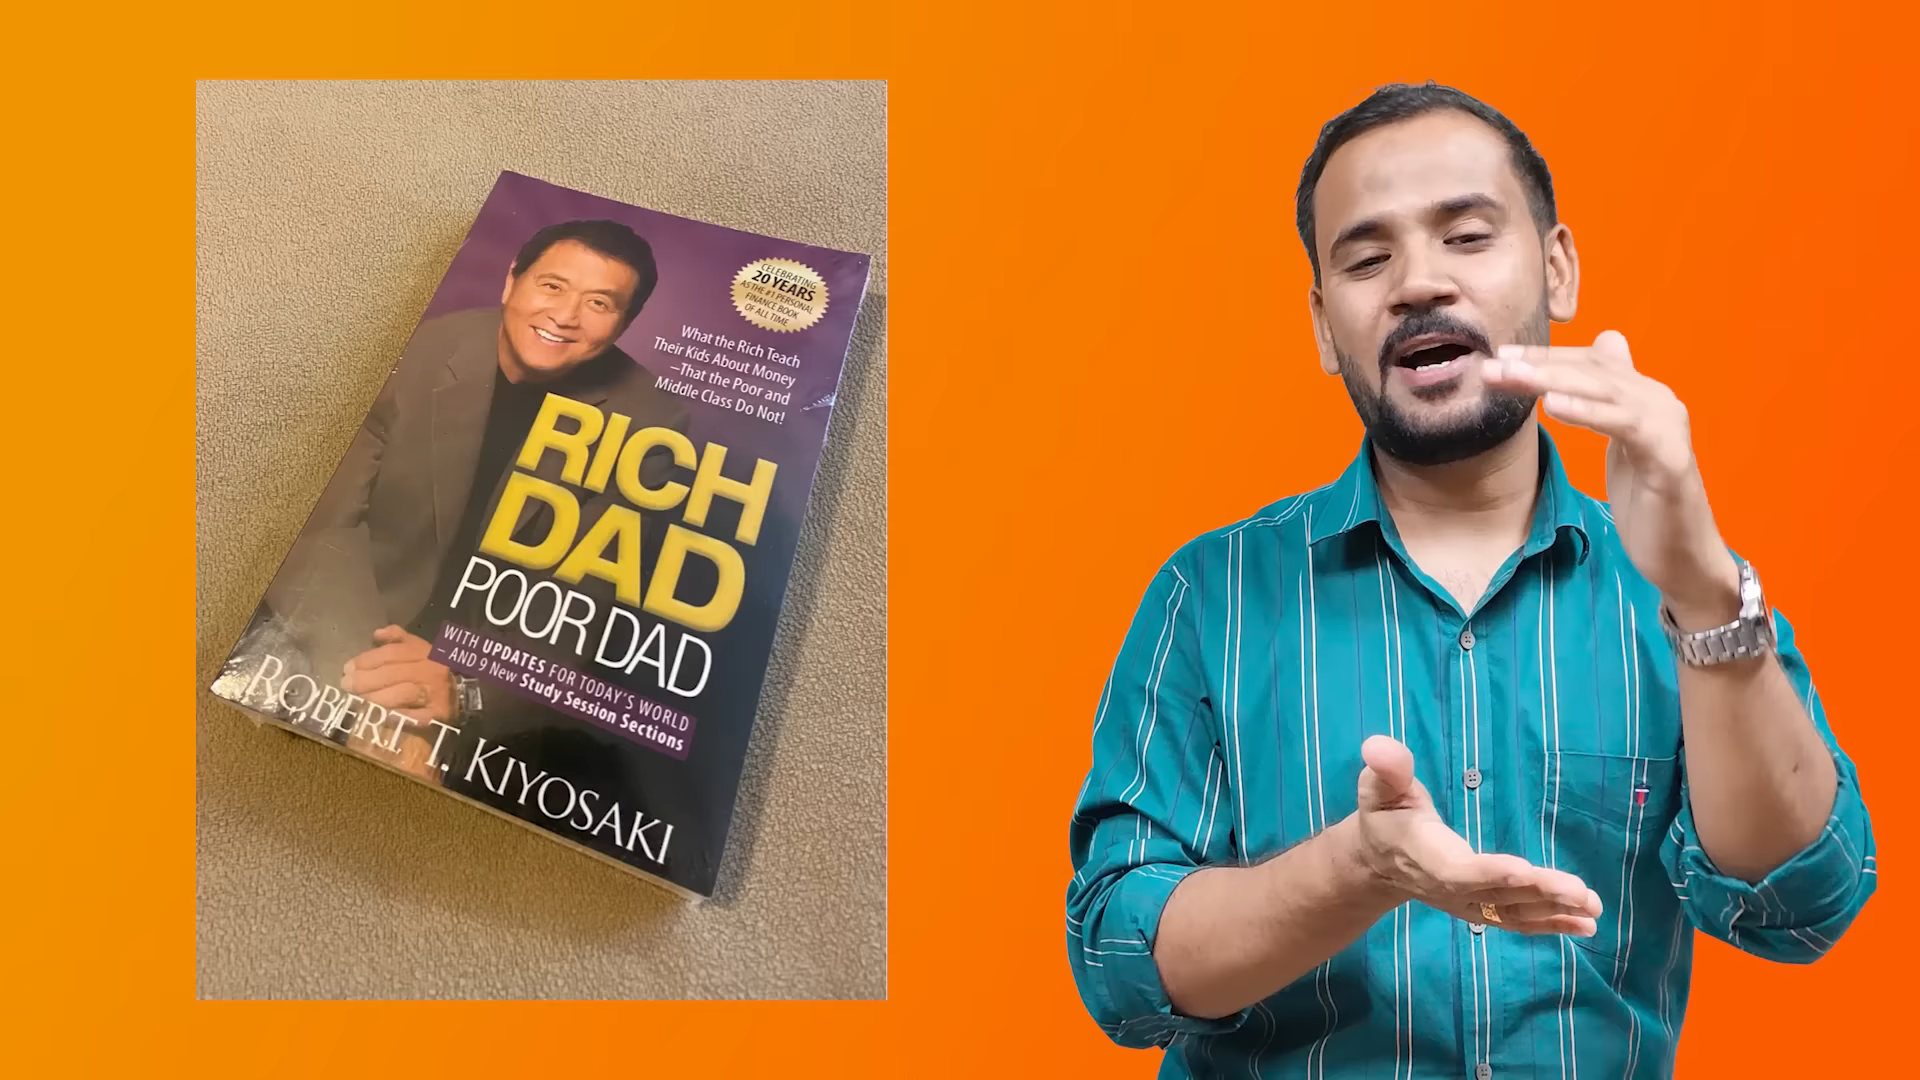 CELEBRATING
20 YEARS
AS THE #1 PERSONAL
FINANCE BOOK
OF ALL TIME
What the Rich Teach
Their Kids About Money
–That the Poor and
Middle Class Do Not!
RICH
DAD
POOR DAD
WITH UPDATES FOR TODAY'S WORLD
– AND 9 New Study Session Sections
ROBERT T. KIYOSAKI